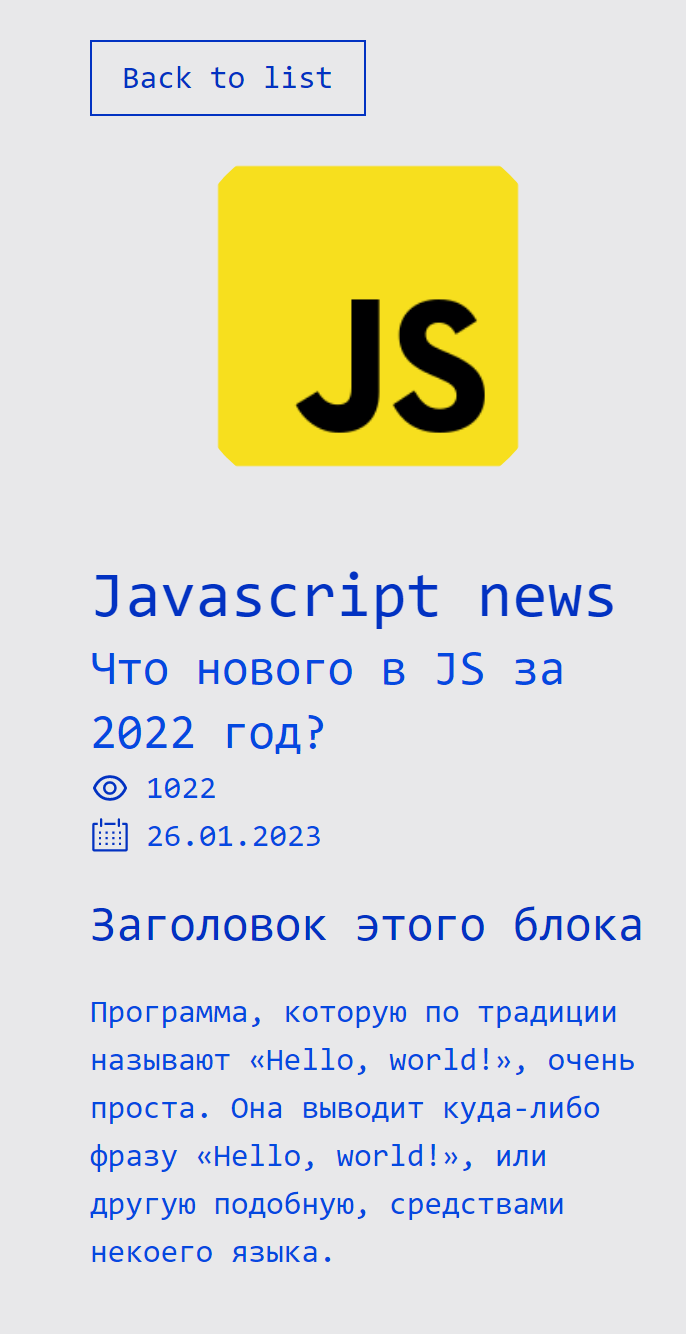 Back to list
JS
Javascript news
Что нового в JS за
2022 год?
1022
26.01.2023
Заголовок этого блока
Программа, которую по традиции
называют «Hello, world!», очень
проста. Она выводит куда-либо
фразу «Hello, world!», или
другую подобную, средствами
некоего языка.